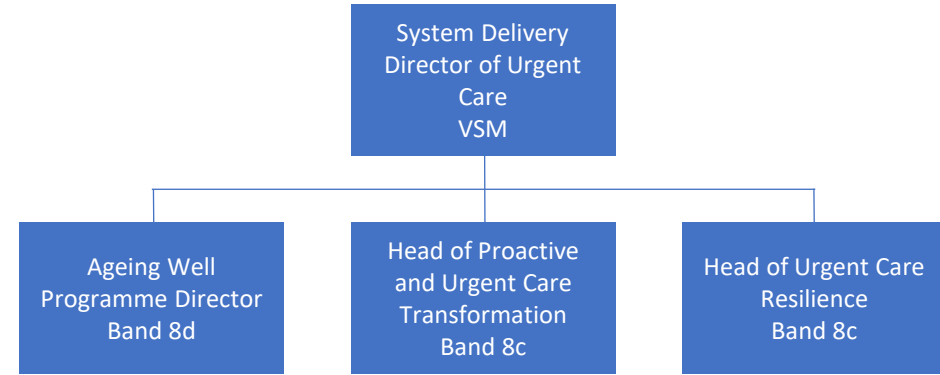 System Delivery
Director of Urgent
Care
VSM
Ageing Well
Programme Director
Band 8d
Head of Proactive
and Urgent Care
Transformation
Band 8c
Head of Urgent Care
Resilience
Band 8c